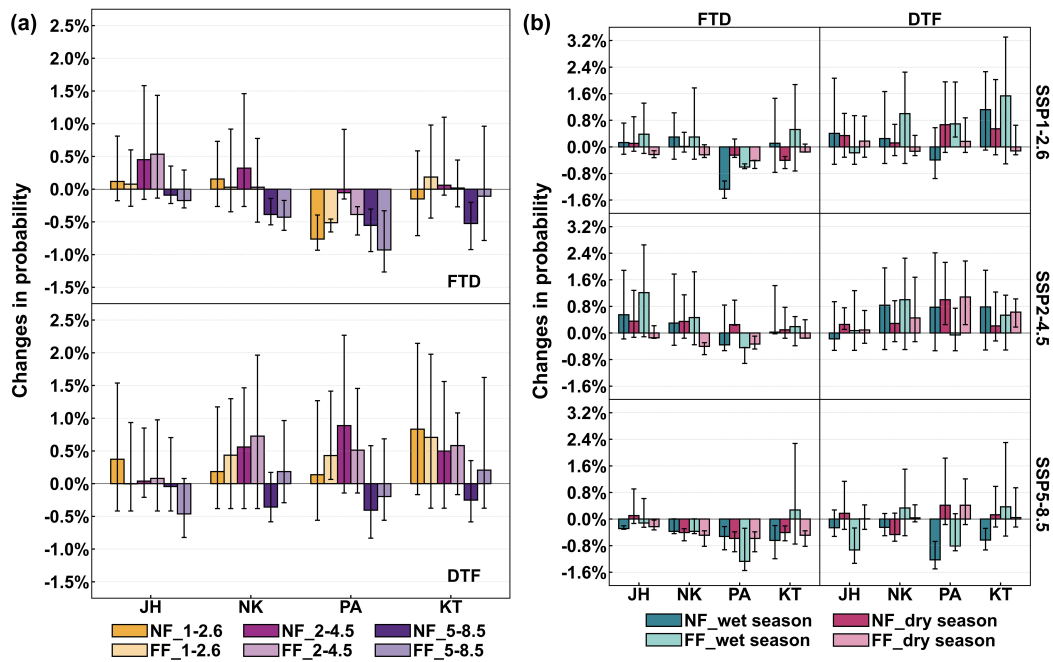 (a)
2.5%
2.0%
1.5%
1.0%
0.5%
0.0%
-0.5%
-1.0%
-1.5%
FTD
2.5%
2.0%
1.5%
1.0%
0.5%
0.0%
-0.5%
-1.0%
-1.5%
DTF
Changes in probability
JH NK PA KT
NF_1-2.6 NF_2-4.5 NF_5-8.5
FF_1-2.6 FF_2-4.5 FF_5-8.5
(b)
FTD DTF
3.2%
2.4%
1.6%
0.8%
0.0%
-0.8%
-1.6%
SSP1-2.6
3.2%
2.4%
1.6%
0.8%
0.0%
-0.8%
-1.6%
SSP2-4.5
3.2%
2.4%
1.6%
0.8%
0.0%
-0.8%
-1.6%
SSP5-8.5
Changes in probability
JH NK PA KT JH NK PA KT
NF_wet season NF_dry season
FF_wet season FF_dry season